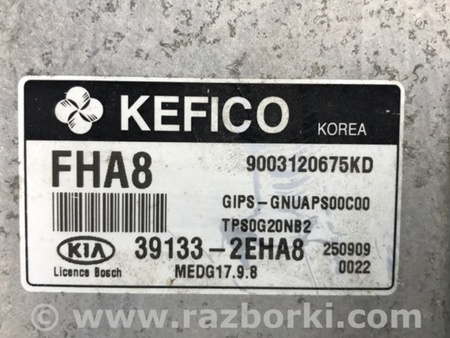 KEFICO KOREA
FHA8 9003120675KD
GIPS-GNUAPS00C00
TPS0G20NB2
KIA 39133-2EHA8 250909
Licence Bosch MEDG17.9.8 0022
www.razborki.com